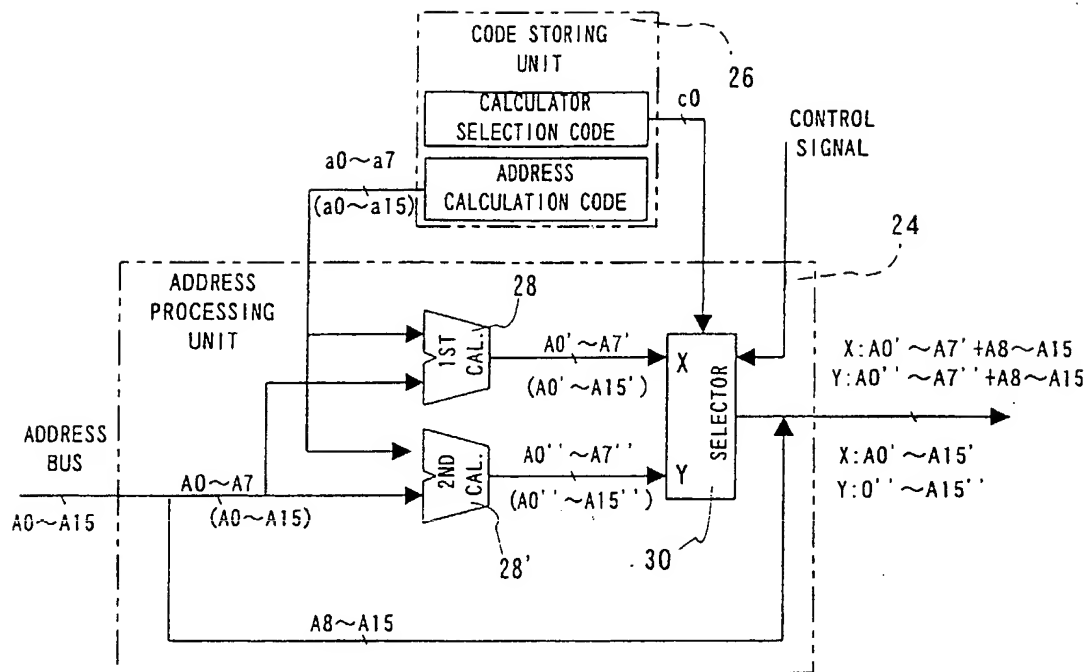 CODE STORING
UNIT
26
CALCULATOR
SELECTION CODE
c0
CONTROL
SIGNAL
a0~a7
(a0~a15)
ADDRESS
CALCULATION CODE
24
ADDRESS
PROCESSING
UNIT
28
1ST
CAL.
A0'~A7'
(A0'~A15')
X
SELECTOR
X:A0'~A7'+A8~A15
Y:A0''~A7''+A8~A15
ADDRESS
BUS
A0~A15
A0~A7
(A0~A15)
2ND
CAL.
A0''~A7''
(A0''~A15'')
Y
X:A0'~A15'
Y:0''~A15''
28'
30
A8~A15